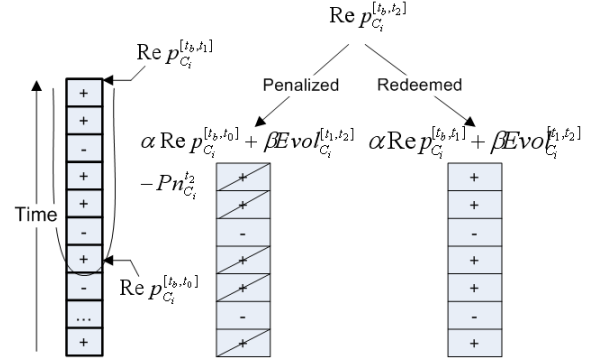 Re p_{C_i}^{[t_b,t_2]}
Re p_{C_i}^{[t_b,t_1]}
Penalized
Redeemed
α Re p_{C_i}^{[t_b,t_0]} + βEvol_{C_i}^{[t_1,t_2]}
− Pn_{C_i}^{t_2}
α Re p_{C_i}^{[t_b,t_1]} + βEvol_{C_i}^{[t_1,t_2]}
Time
Re p_{C_i}^{[t_b,t_0]}
+
+
-
+
+
-
+
-
...
+
+
+
-
+
+
-
+
+
+
-
+
+
-
+